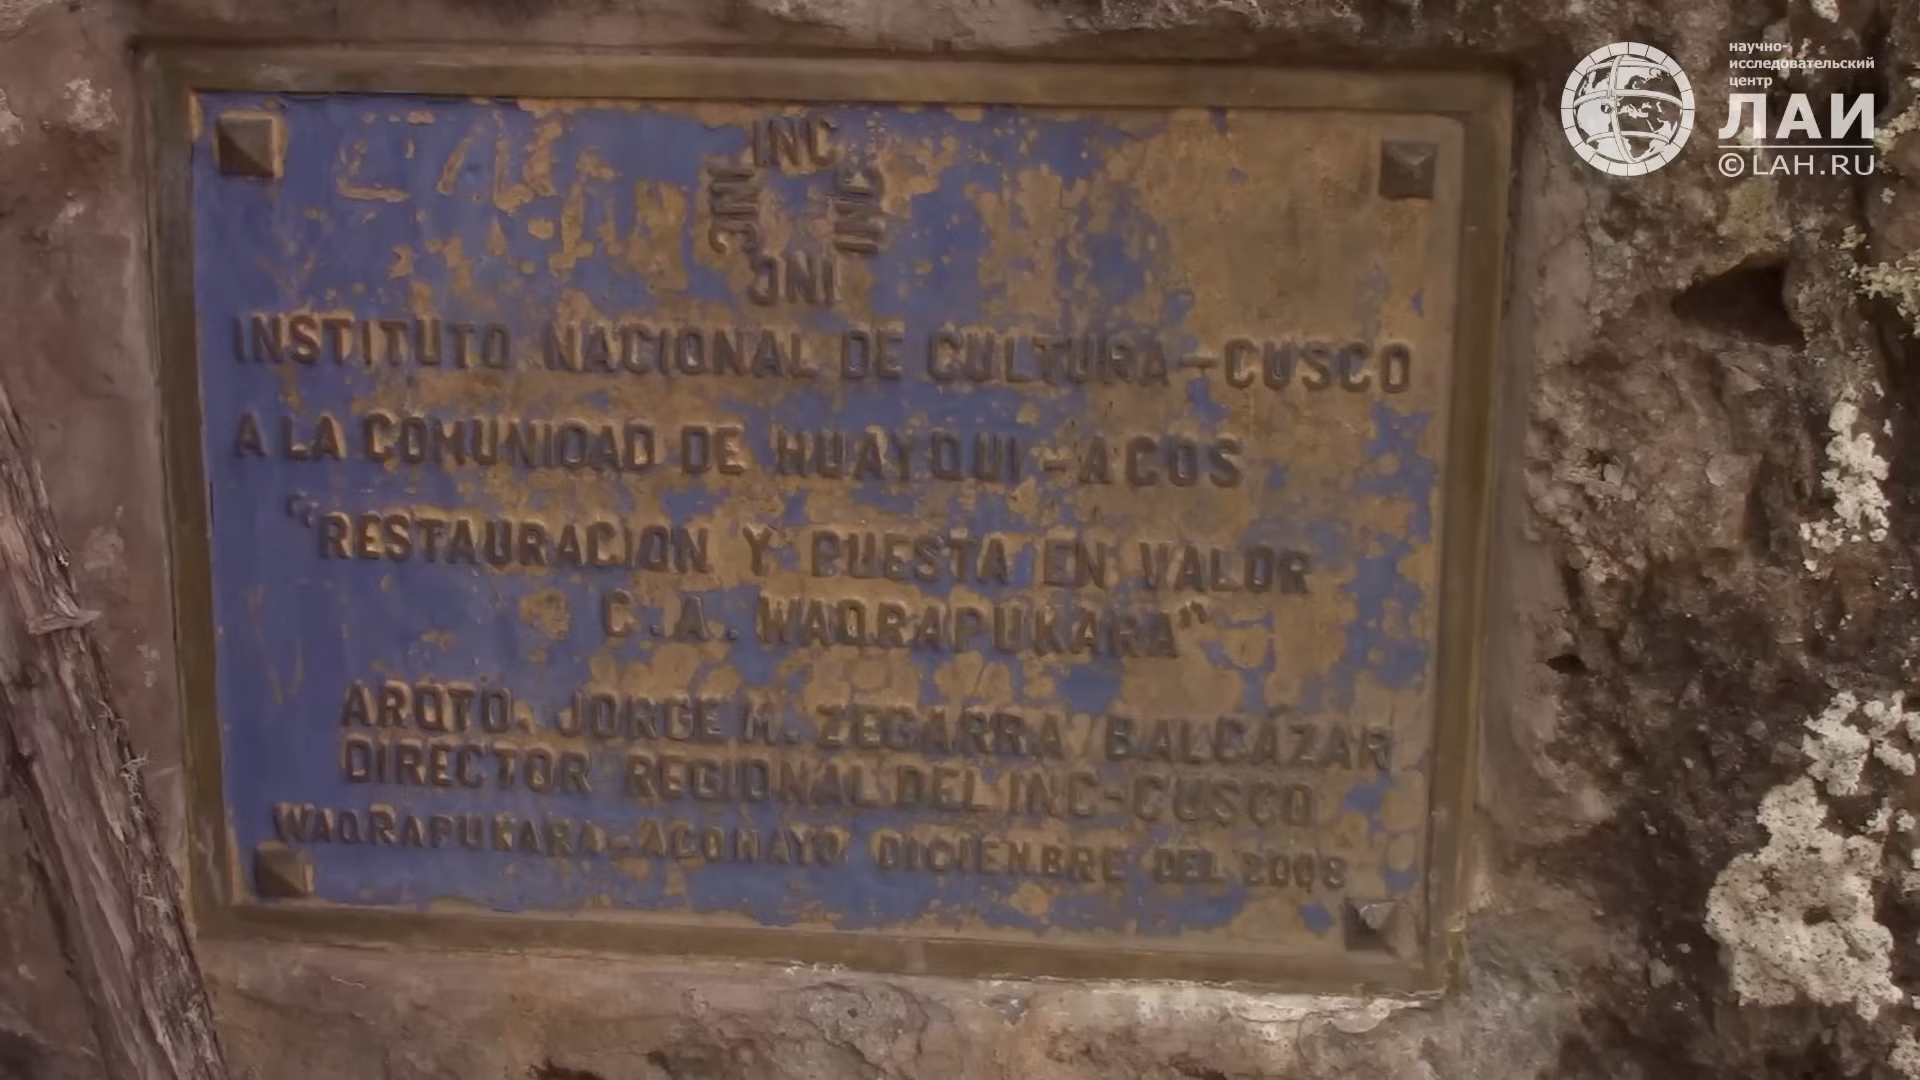 научно-
исследовательский
центр
ЛАИ
©LAH.RU
INC
INC
INC
INC
INSTITUTO NACIONAL DE CULTURA-CUSCO
A LA COMUNIDAD DE HUAYQUI-ACOS
"RESTAURACION Y PUESTA EN VALOR
C.A. WAQRAPUKARA"
ARQTO. JORGE M. ZEGARRA BALCÁZAR
DIRECTOR REGIONAL DEL INC-CUSCO
WAQRAPUKARA-ACOMAYO DICIEMBRE DEL 2008